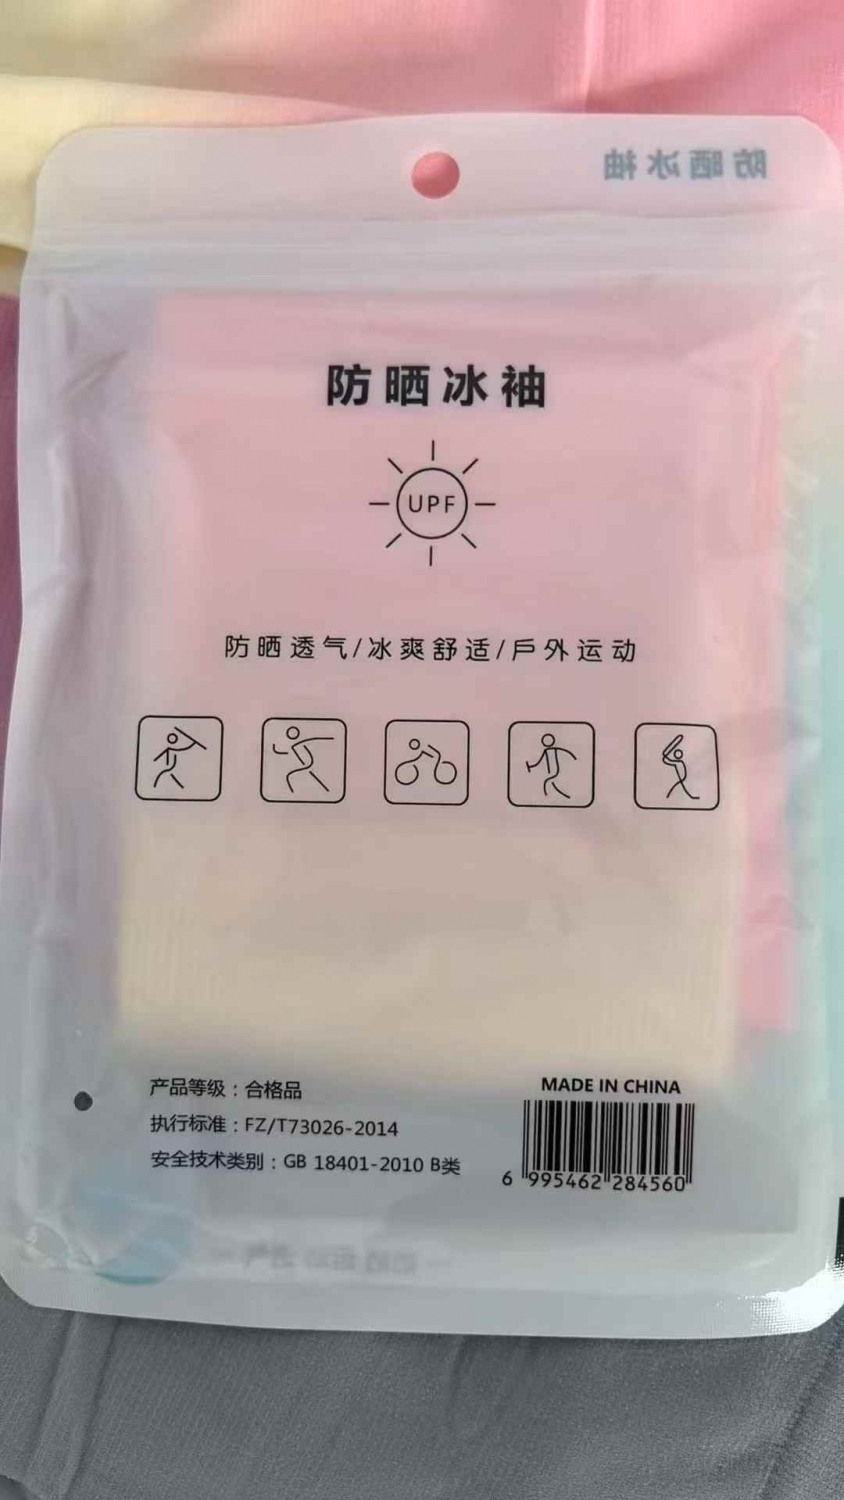 防晒冰袖
防晒冰袖
UPF
防晒透气/冰爽舒适/戶外运动
产品等级：合格品
执行标准：FZ/T73026-2014
安全技术类别：GB 18401-2010 B类
MADE IN CHINA
6 995462 284560